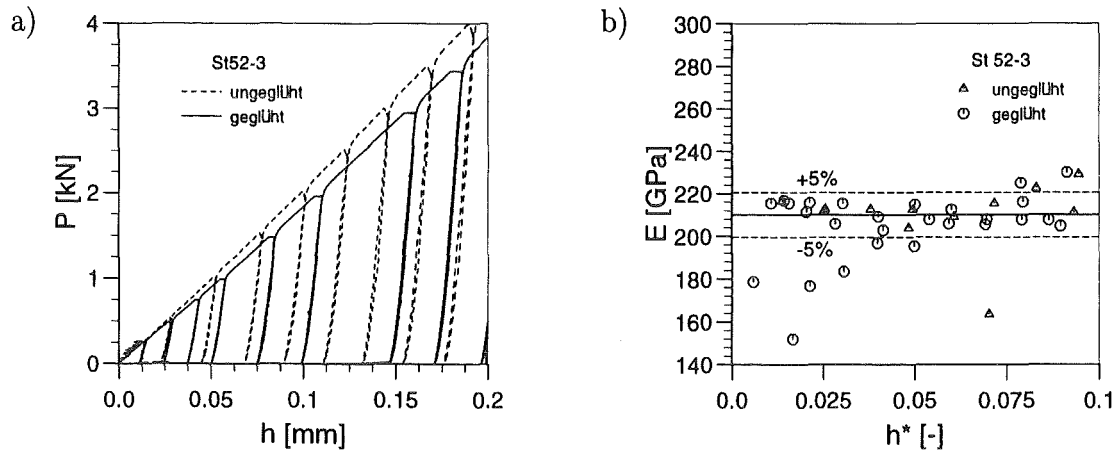 a)
4
3
2
1
0
P [kN]
St52-3
ungeglüht
geglüht
0.0
0.05
0.1
0.15
0.2
h [mm]
b)
300
280
260
240
220
200
180
160
140
E [GPa]
St 52-3
ungeglüht
geglüht
+5%
-5%
0
0.025
0.05
0.075
0.1
h* [-]